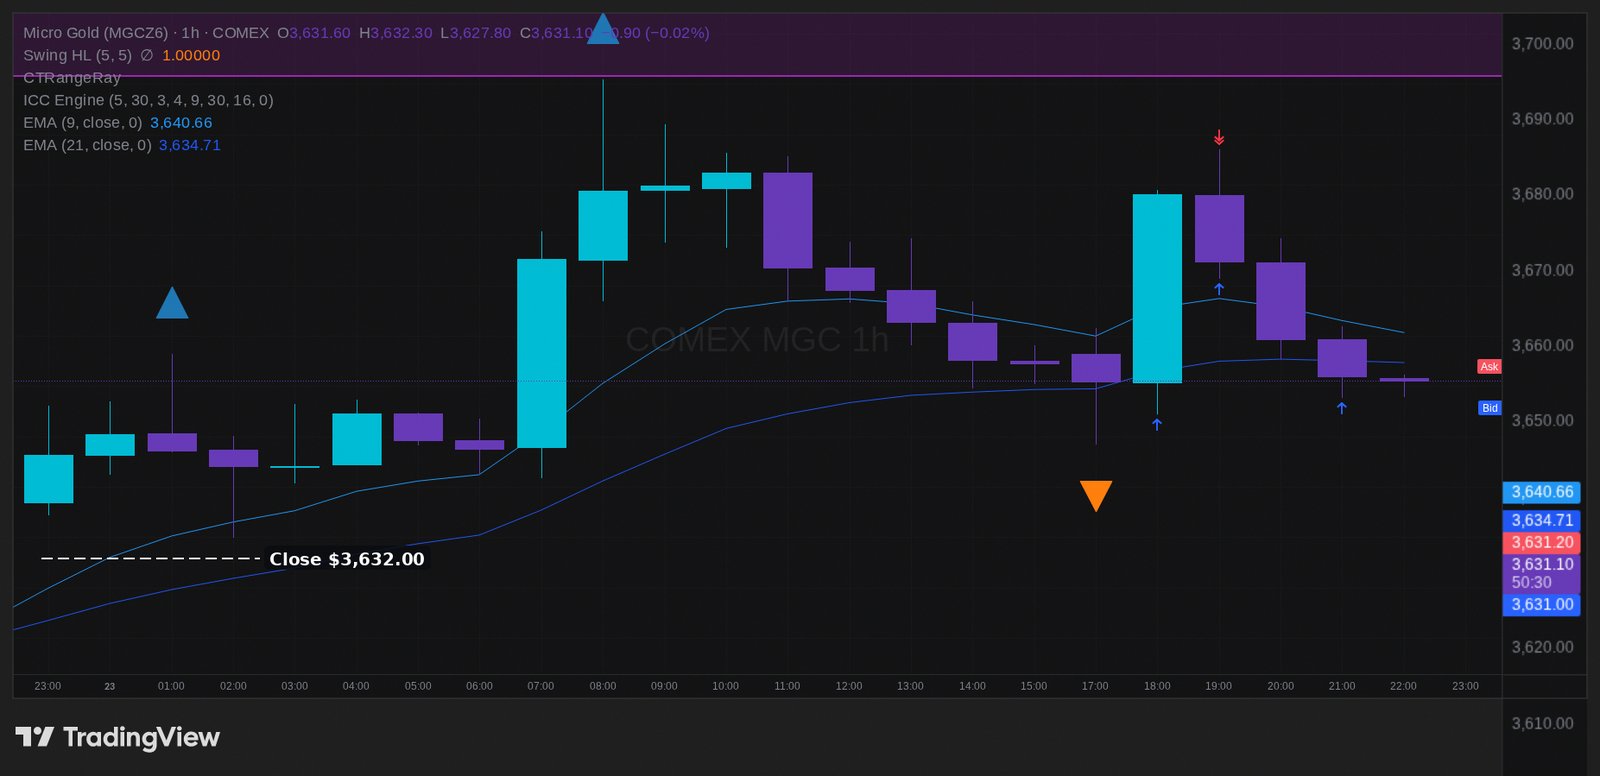 Micro Gold (MGCZ6) · 1h · COMEX O3,631.60 H3,632.30 L3,627.80 C3,631.10 −0.90 (−0.02%)
Swing HL (5, 5) ∅ 1.00000
CTRangeRay
ICC Engine (5, 30, 3, 4, 9, 30, 16, 0)
EMA (9, close, 0) 3,640.66
EMA (21, close, 0) 3,634.71
COMEX MGC 1h
Close $3,632.00
3,700.00
3,690.00
3,680.00
3,670.00
3,660.00
Ask
Bid
3,650.00
3,640.66
3,634.71
3,631.20
3,631.10
50:30
3,631.00
3,620.00
3,610.00
23:00 23 01:00 02:00 03:00 04:00 05:00 06:00 07:00 08:00 09:00 10:00 11:00 12:00 13:00 14:00 15:00 17:00 18:00 19:00 20:00 21:00 22:00 23:00
TradingView